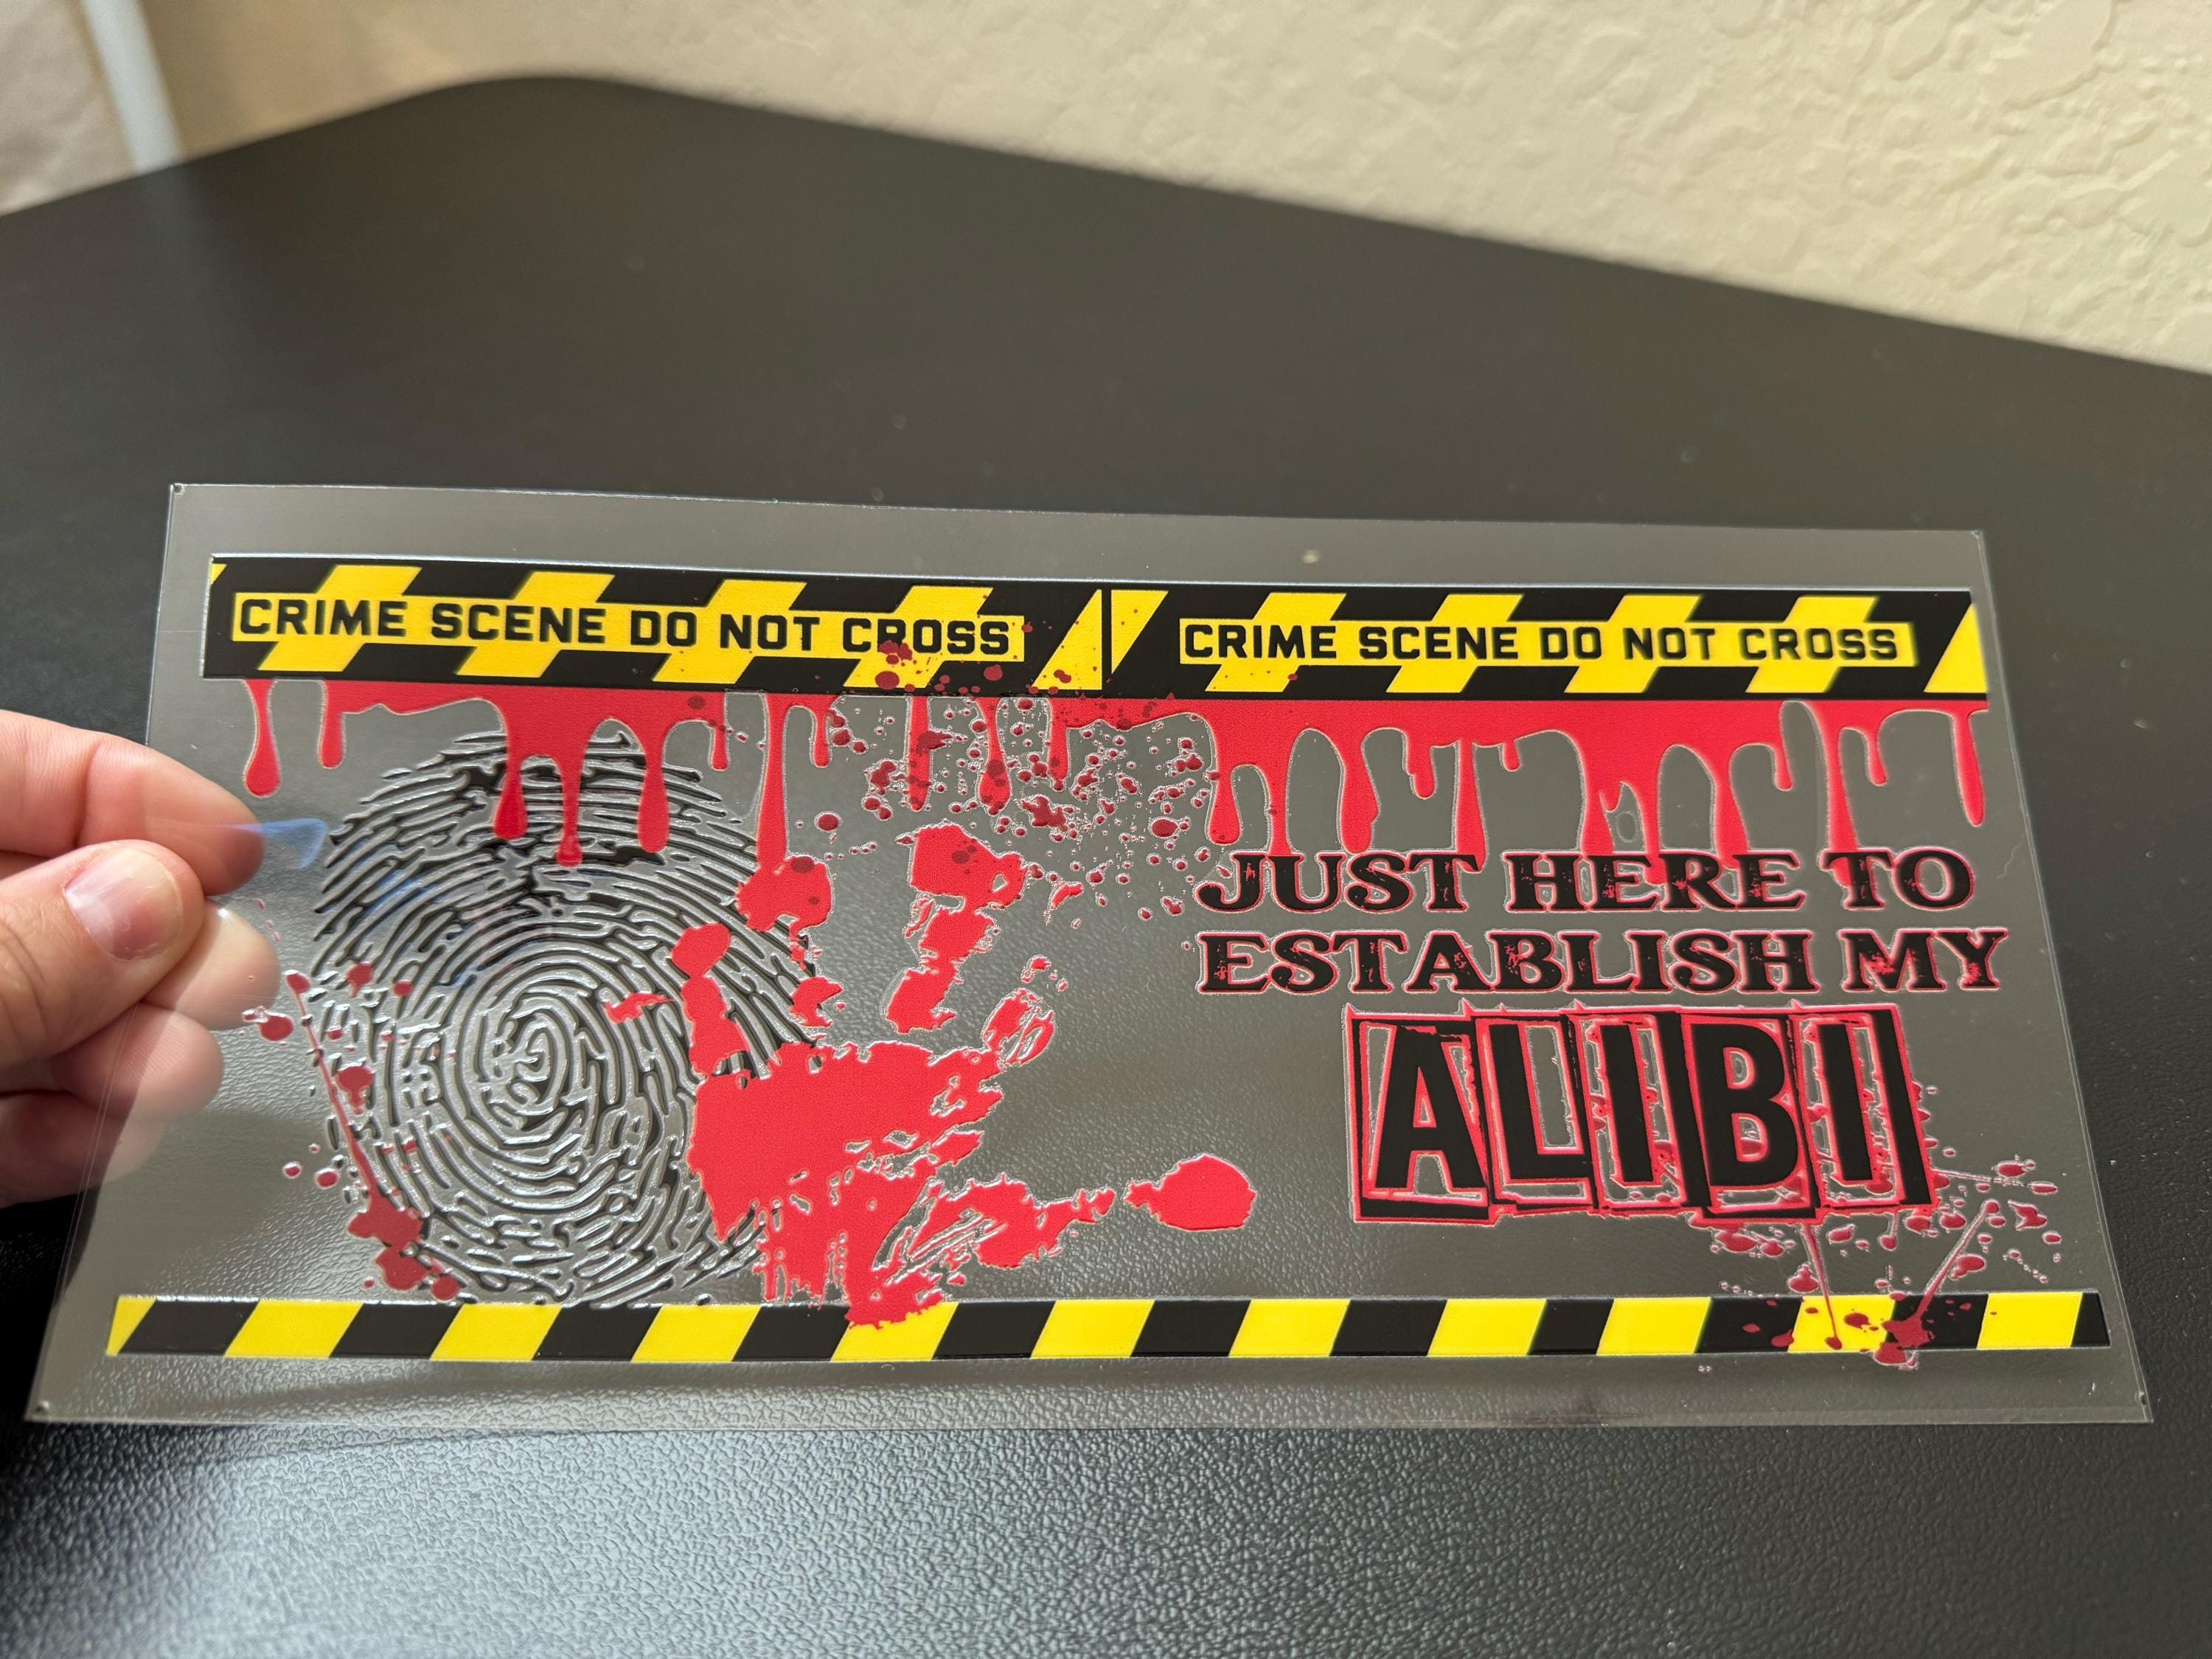 CRIME SCENE DO NOT CROSS CRIME SCENE DO NOT CROSS
JUST HERE TO
ESTABLISH MY
ALIBI